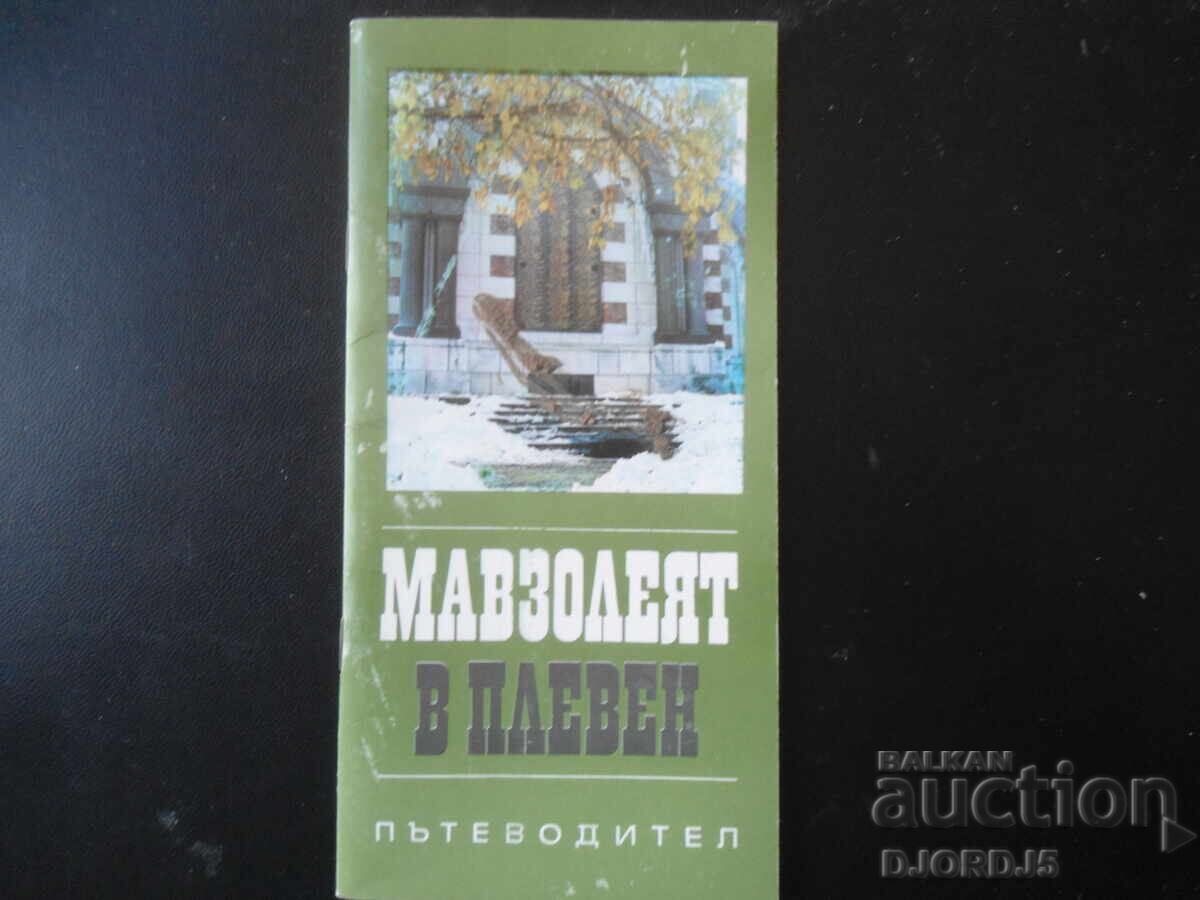 МАВЗОЛЕЯТ
В ПЛЕВЕН
ПЪТЕВОДИТЕЛ
BALKAN
auction
DJORDJ5